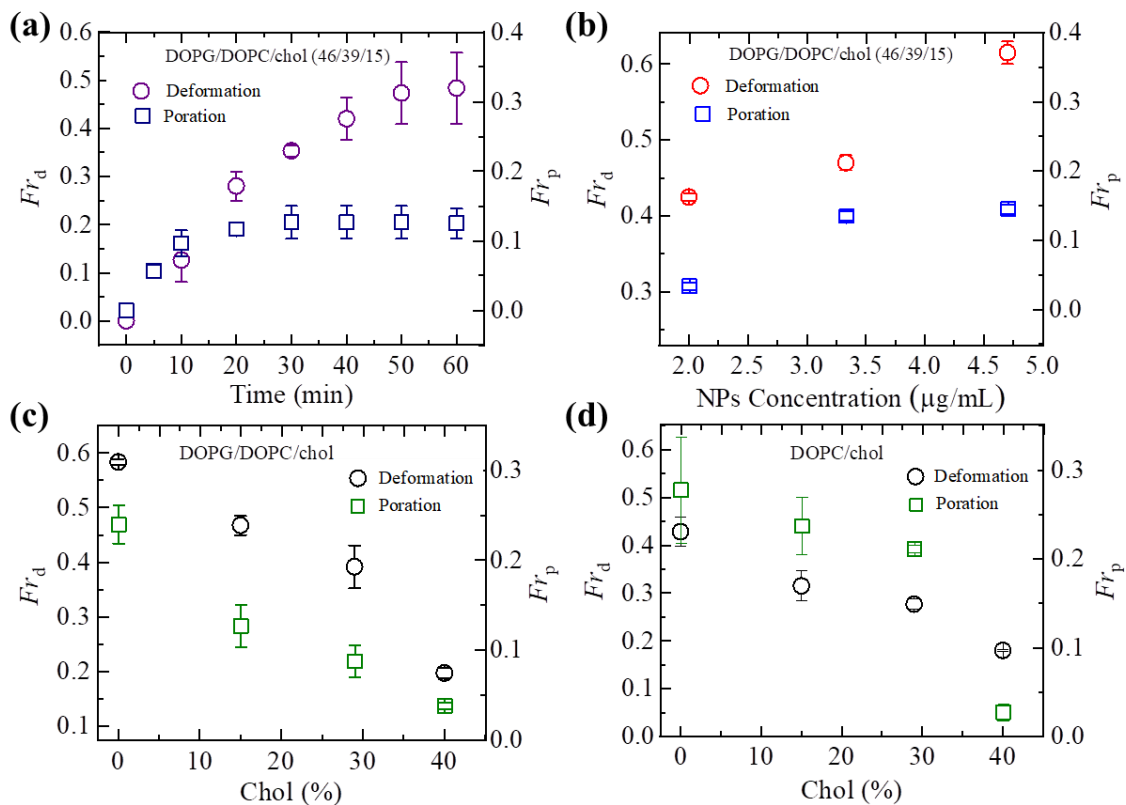 (a)
DOPG/DOPC/chol (46/39/15)
Deformation
Poration
0.6
0.5
0.4
0.3
0.2
0.1
0.0
Frd
0.4
0.3
0.2
0.1
0.0
Frp
0 10 20 30 40 50 60
Time (min)
(b)
DOPG/DOPC/chol (46/39/15)
Deformation
Poration
0.6
0.5
0.4
0.3
Frd
0.4
0.3
0.2
0.1
0.0
Frp
2.0 2.5 3.0 3.5 4.0 4.5 5.0
NPs Concentration (µg/mL)
(c)
DOPG/DOPC/chol
Deformation
Poration
0.6
0.5
0.4
0.3
0.2
0.1
Frd
0.3
0.2
0.1
0.0
Frp
0 10 20 30 40
Chol (%)
(d)
DOPC/chol
Deformation
Poration
0.6
0.5
0.4
0.3
0.2
0.1
0.0
Frd
0.3
0.2
0.1
0.0
Frp
0 10 20 30 40
Chol (%)